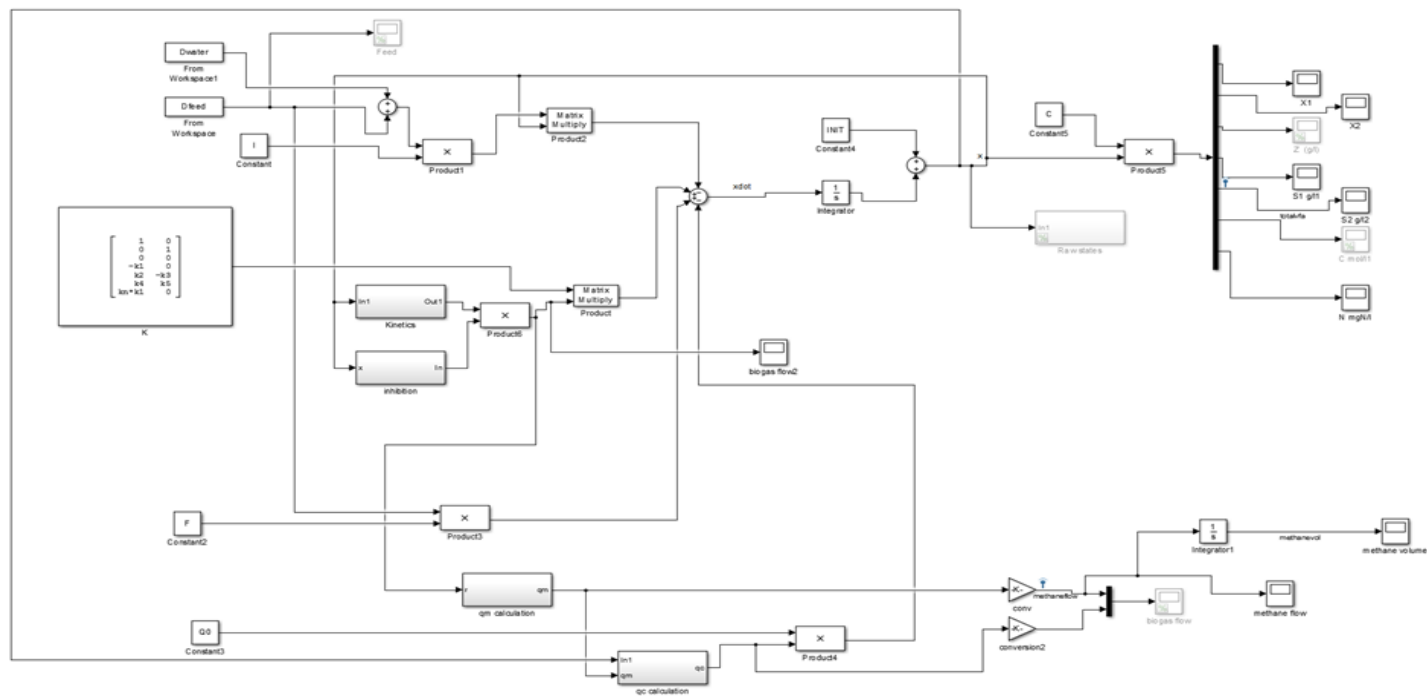 Dwater
From
Workspace1
Dfeed
From
Workspace
Feed
I
Constant
×
Product1
Matrix
Multiply
Product2
1 0
0 1
0 0
-k1 0
k2 -k3
k4 k5
kn*k1 0
K
In1 Out1
Kinetics
x In
inhibition
×
Product6
Matrix
Multiply
Product
biogas flow2
xdot
1
s
Integrator
INIT
Constant4
x
In1
Raw states
C
Constant5
×
Product5
X1
X2
Z (g/l)
S1 g/l1
totalvfa
S2 g/l2
C mol/l1
N mgN/l
F
Constant2
×
Product3
r qm
qm calculation
Q0
Constant3
In1
qm
qc
qc calculation
×
Product4
-K-
conv
methaneflow
-K-
conversion2
biogas flow
1
s
Integrator1
methanevol
methane volume
methane flow